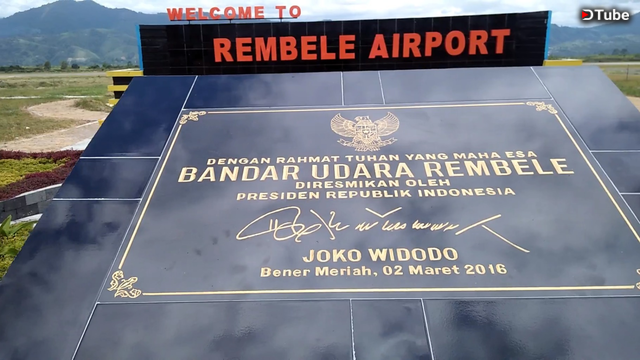 DTube
WELCOME TO
REMBELE AIRPORT
DENGAN RAHMAT TUHAN YANG MAHA ESA
BANDAR UDARA REMBELE
DIRESMIKAN OLEH
PRESIDEN REPUBLIK INDONESIA
JOKO WIDODO
Bener Meriah, 02 Maret 2016